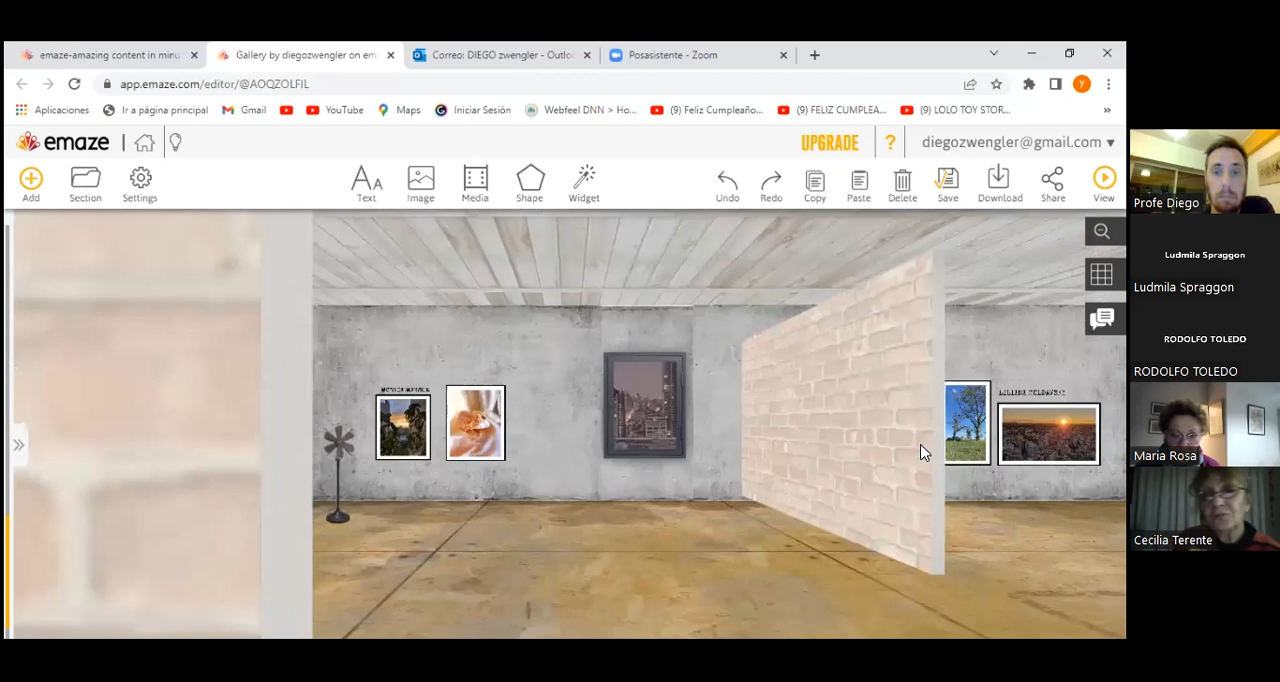 emaze-amazing content in minu
Gallery by diegozwengler on em
Correo: DIEGO zwengler - Outlo
Posasistente - Zoom
app.emaze.com/editor/@AOQZOLFIL
Aplicaciones
Ir a página principal
Gmail
YouTube
Maps
Iniciar Sesión
Webfeel DNN > Ho...
(9) Feliz Cumpleaño...
(9) FELIZ CUMPLEA...
(9) LOLO TOY STOR...
»
emaze
UPGRADE
?
diegozwengler@gmail.com
Add
Section
Settings
Text
Image
Media
Shape
Widget
Undo
Redo
Copy
Paste
Delete
Save
Download
Share
View
Profe Diego
Ludmila Spraggon
Ludmila Spraggon
RODOLFO TOLEDO
RODOLFO TOLEDO
Maria Rosa
Cecilia Terente